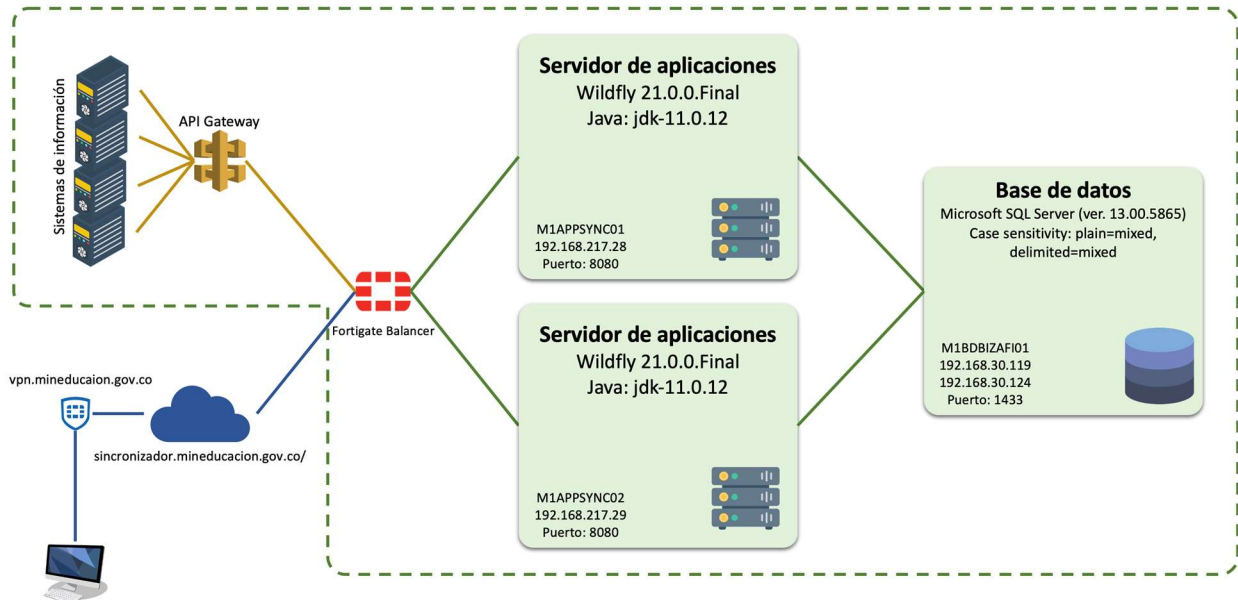 Sistemas de información
API Gateway
Fortigate Balancer
vpn.mineducaion.gov.co
sincronizador.mineducacion.gov.co/
Servidor de aplicaciones
Wildfly 21.0.0.Final
Java: jdk-11.0.12
M1APPSYNC01
192.168.217.28
Puerto: 8080
Servidor de aplicaciones
Wildfly 21.0.0.Final
Java: jdk-11.0.12
M1APPSYNC02
192.168.217.29
Puerto: 8080
Base de datos
Microsoft SQL Server (ver. 13.00.5865)
Case sensitivity: plain=mixed,
delimited=mixed
M1BDBIZAFI01
192.168.30.119
192.168.30.124
Puerto: 1433